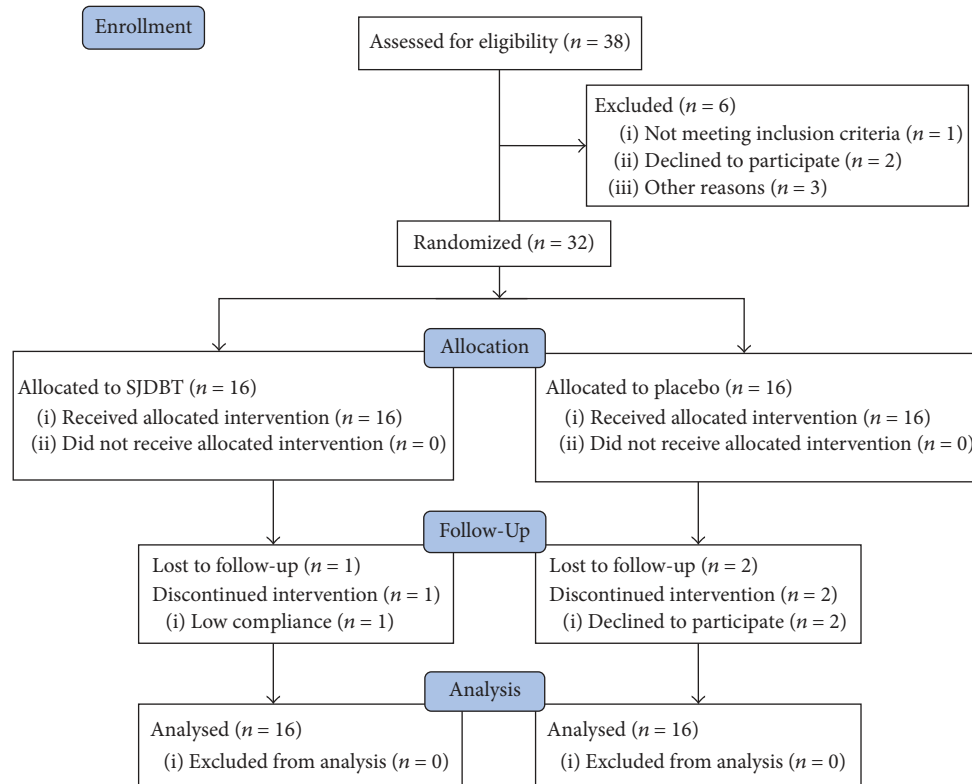 Enrollment
Assessed for eligibility (n = 38)
Excluded (n = 6)
(i) Not meeting inclusion criteria (n = 1)
(ii) Declined to participate (n = 2)
(iii) Other reasons (n = 3)
Randomized (n = 32)
Allocation
Allocated to SJDBT (n = 16)
(i) Received allocated intervention (n = 16)
(ii) Did not receive allocated intervention (n = 0)
Allocated to placebo (n = 16)
(i) Received allocated intervention (n = 16)
(ii) Did not receive allocated intervention (n = 0)
Follow-Up
Lost to follow-up (n = 1)
Discontinued intervention (n = 1)
(i) Low compliance (n = 1)
Lost to follow-up (n = 2)
Discontinued intervention (n = 2)
(i) Declined to participate (n = 2)
Analysis
Analysed (n = 16)
(i) Excluded from analysis (n = 0)
Analysed (n = 16)
(i) Excluded from analysis (n = 0)